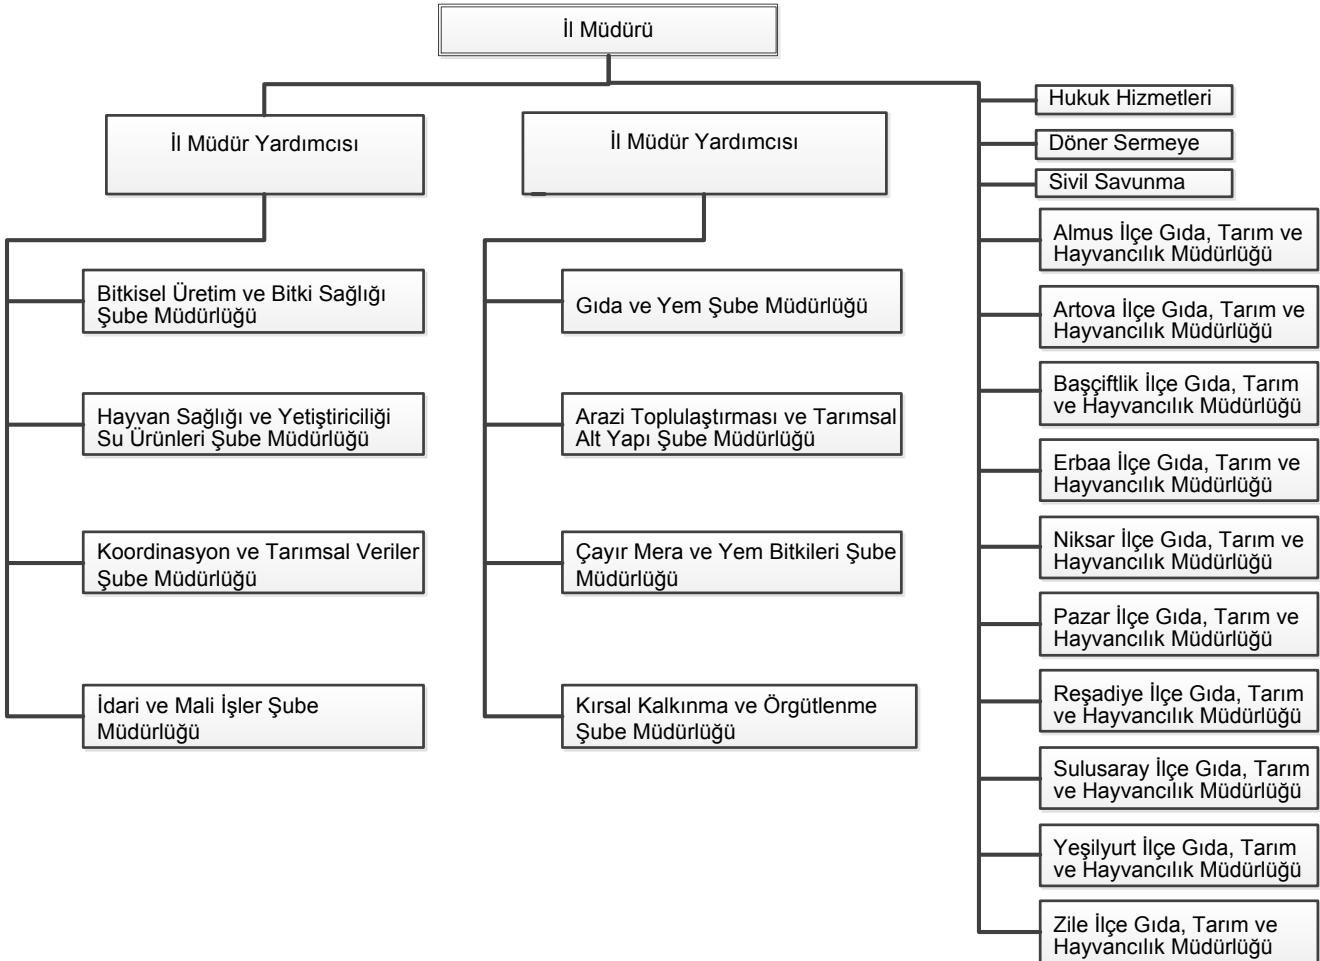 İl Müdürü
İl Müdür Yardımcısı
Bitkisel Üretim ve Bitki Sağlığı
Şube Müdürlüğü
Hayvan Sağlığı ve Yetiştiriciliği
Su Ürünleri Şube Müdürlüğü
Koordinasyon ve Tarımsal Veriler
Şube Müdürlüğü
İdari ve Mali İşler Şube
Müdürlüğü
İl Müdür Yardımcısı
Gıda ve Yem Şube Müdürlüğü
Arazi Toplulaştırması ve Tarımsal
Alt Yapı Şube Müdürlüğü
Çayır Mera ve Yem Bitkileri Şube
Müdürlüğü
Kırsal Kalkınma ve Örgütlenme
Şube Müdürlüğü
Hukuk Hizmetleri
Döner Sermeye
Sivil Savunma
Almus İlçe Gıda, Tarım ve
Hayvancılık Müdürlüğü
Artova İlçe Gıda, Tarım ve
Hayvancılık Müdürlüğü
Başçiftlik İlçe Gıda, Tarım
ve Hayvancılık Müdürlüğü
Erbaa İlçe Gıda, Tarım ve
Hayvancılık Müdürlüğü
Niksar İlçe Gıda, Tarım ve
Hayvancılık Müdürlüğü
Pazar İlçe Gıda, Tarım ve
Hayvancılık Müdürlüğü
Reşadiye İlçe Gıda, Tarım
ve Hayvancılık Müdürlüğü
Sulusaray İlçe Gıda, Tarım
ve Hayvancılık Müdürlüğü
Yeşilyurt İlçe Gıda, Tarım
ve Hayvancılık Müdürlüğü
Zile İlçe Gıda, Tarım ve
Hayvancılık Müdürlüğü